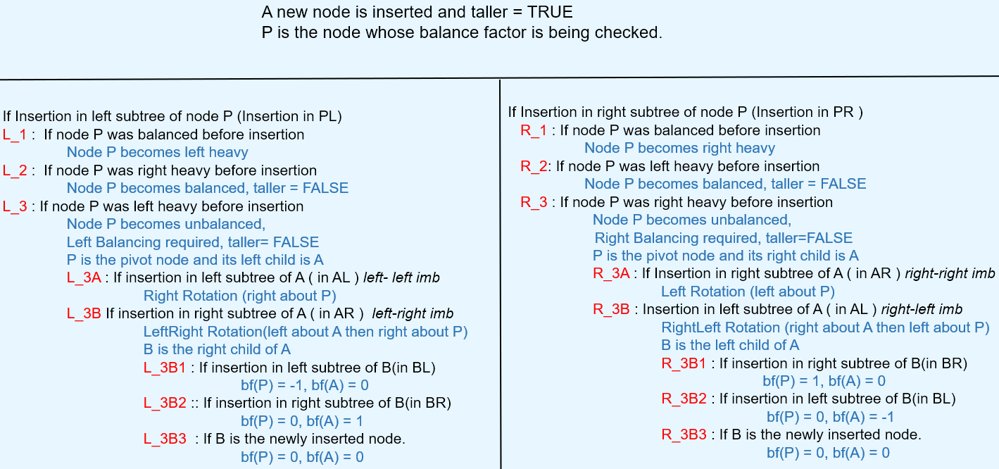 A new node is inserted and taller = TRUE
P is the node whose balance factor is being checked.
If Insertion in left subtree of node P (Insertion in PL)
L_1 : If node P was balanced before insertion
Node P becomes left heavy
L_2 : If node P was right heavy before insertion
Node P becomes balanced, taller = FALSE
L_3 : If node P was left heavy before insertion
Node P becomes unbalanced,
Left Balancing required, taller= FALSE
P is the pivot node and its left child is A
L_3A : If insertion in left subtree of A ( in AL ) left- left imb
Right Rotation (right about P)
L_3B If insertion in right subtree of A ( in AR ) left-right imb
LeftRight Rotation(left about A then right about P)
B is the right child of A
L_3B1 : If insertion in left subtree of B(in BL)
bf(P) = -1, bf(A) = 0
L_3B2 :: If insertion in right subtree of B(in BR)
bf(P) = 0, bf(A) = 1
L_3B3 : If B is the newly inserted node.
bf(P) = 0, bf(A) = 0
If Insertion in right subtree of node P (Insertion in PR )
R_1 : If node P was balanced before insertion
Node P becomes right heavy
R_2: If node P was left heavy before insertion
Node P becomes balanced, taller = FALSE
R_3 : If node P was right heavy before insertion
Node P becomes unbalanced,
Right Balancing required, taller=FALSE
P is the pivot node and its right child is A
R_3A : If Insertion in right subtree of A ( in AR ) right-right imb
Left Rotation (left about P)
R_3B : Insertion in left subtree of A ( in AL ) right-left imb
RightLeft Rotation (right about A then left about P)
B is the left child of A
R_3B1 : If insertion in right subtree of B(in BR)
bf(P) = 1, bf(A) = 0
R_3B2 : If insertion in left subtree of B(in BL)
bf(P) = 0, bf(A) = -1
R_3B3 : If B is the newly inserted node.
bf(P) = 0, bf(A) = 0